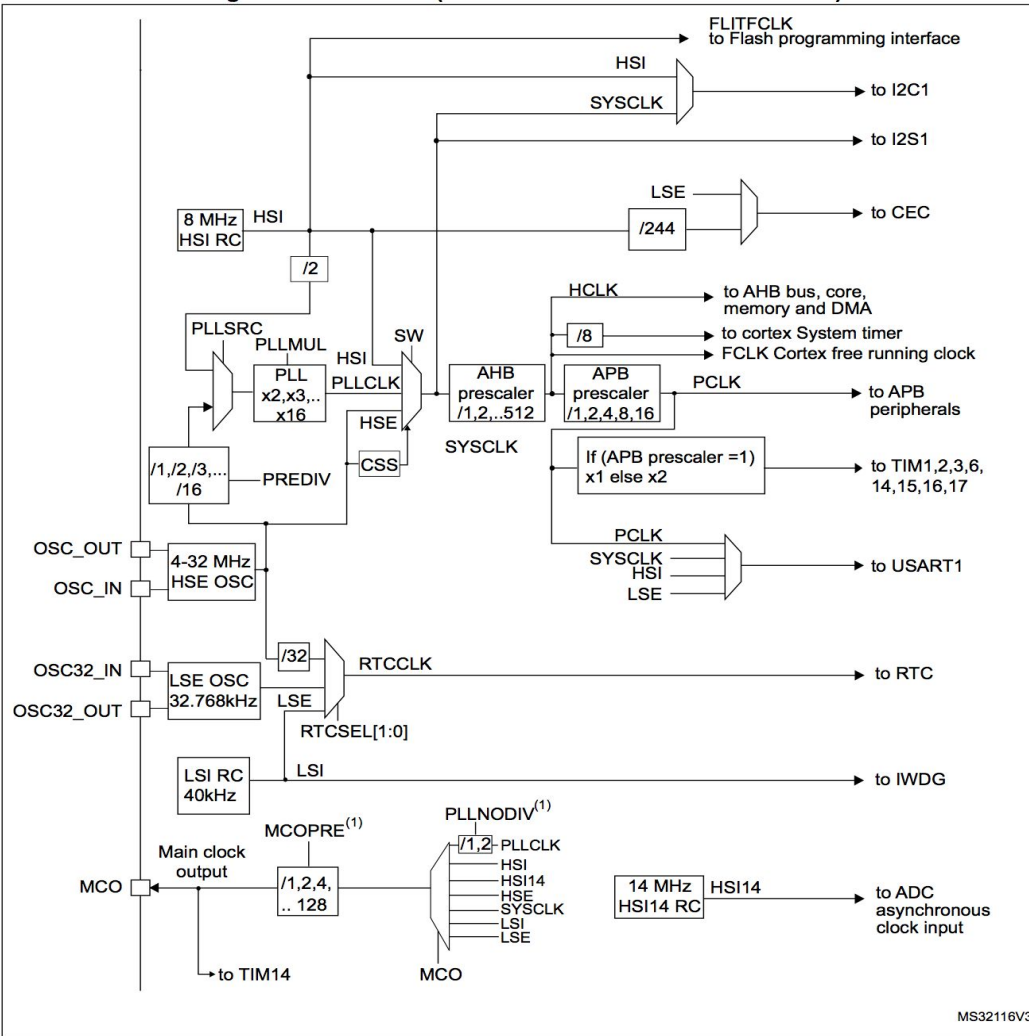 FLITFCLK
to Flash programming interface
HSI
to I2C1
SYSCLK
to I2S1
LSE
to CEC
8 MHz
HSI RC
HSI
/244
/2
HCLK
to AHB bus, core,
memory and DMA
PLLSRC
SW
/8
to cortex System timer
PLLMUL
HSI
FCLK Cortex free running clock
PLL
x2,x3,..
x16
PLLCLK
HSE
AHB
prescaler
/1,2,..512
APB
prescaler
/1,2,4,8,16
PCLK
to APB
peripherals
SYSCLK
CSS
/1,/2,/3,...
/16
PREDIV
If (APB prescaler =1)
x1 else x2
to TIM1,2,3,6,
14,15,16,17
OSC_OUT
OSC_IN
4-32 MHz
HSE OSC
PCLK
SYSCLK
HSI
LSE
to USART1
/32
RTCCLK
to RTC
OSC32_IN
OSC32_OUT
LSE OSC
32.768kHz
LSE
RTCSEL[1:0]
LSI RC
40kHz
LSI
to IWDG
PLLNODIV(1)
MCOPRE(1)
/1,2
PLLCLK
Main clock
output
HSI
HSI14
HSE
SYSCLK
LSI
LSE
MCO
/1,2,4,
.. 128
14 MHz
HSI14 RC
HSI14
to ADC
asynchronous
clock input
to TIM14
MCO
MS32116V3